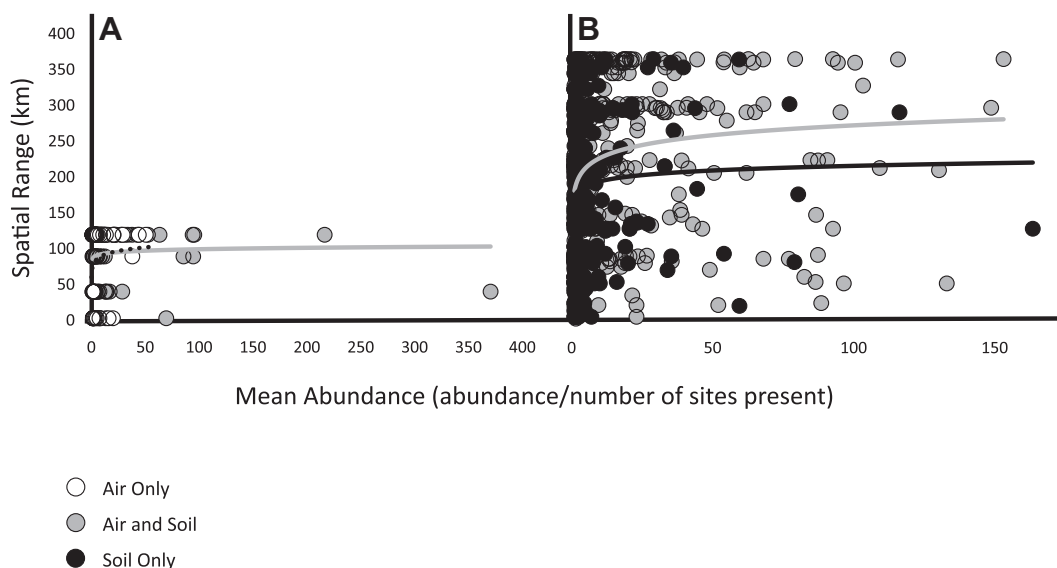 A
B
400
350
300
250
200
150
100
50
0
Spatial Range (km)
0 50 100 150 200 250 300 350 400
0 50 100 150
Mean Abundance (abundance/number of sites present)
Air Only
Air and Soil
Soil Only